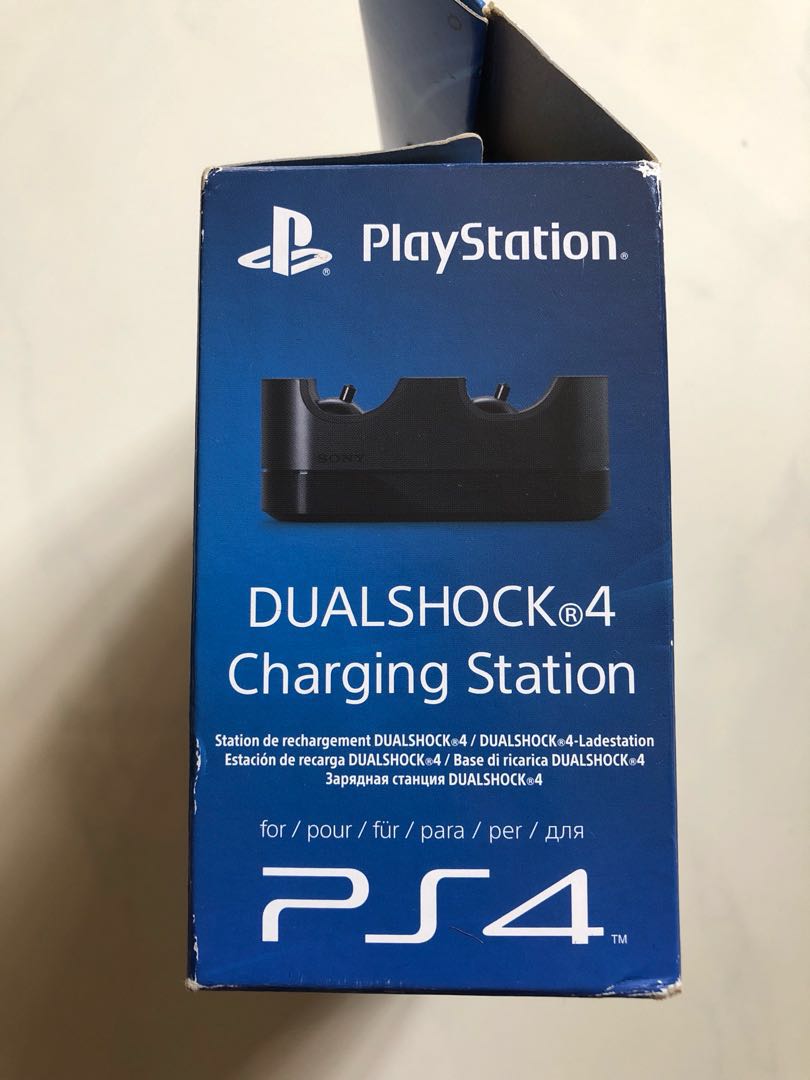 PlayStation®
SONY
DUALSHOCK®4
Charging Station
Station de rechargement DUALSHOCK®4 / DUALSHOCK®4-Ladestation
Estación de recarga DUALSHOCK®4 / Base di ricarica DUALSHOCK®4
Зарядная станция DUALSHOCK®4
for / pour / für / para / per / для
PS4™